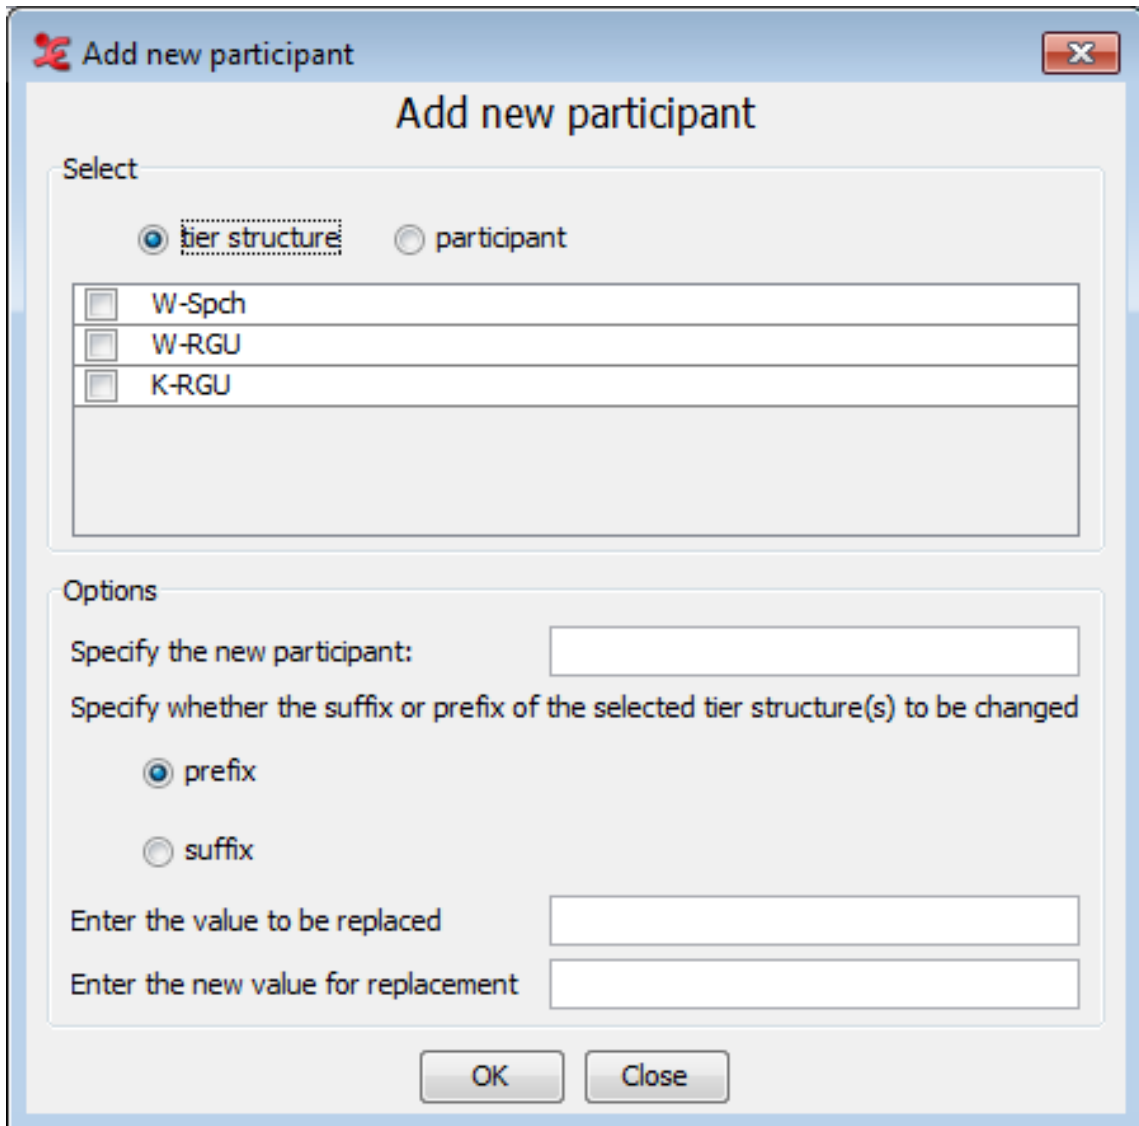 Add new participant
Add new participant
Select
tier structure participant
W-Spch
W-RGU
K-RGU
Options
Specify the new participant:
Specify whether the suffix or prefix of the selected tier structure(s) to be changed
prefix
suffix
Enter the value to be replaced
Enter the new value for replacement
OK Close